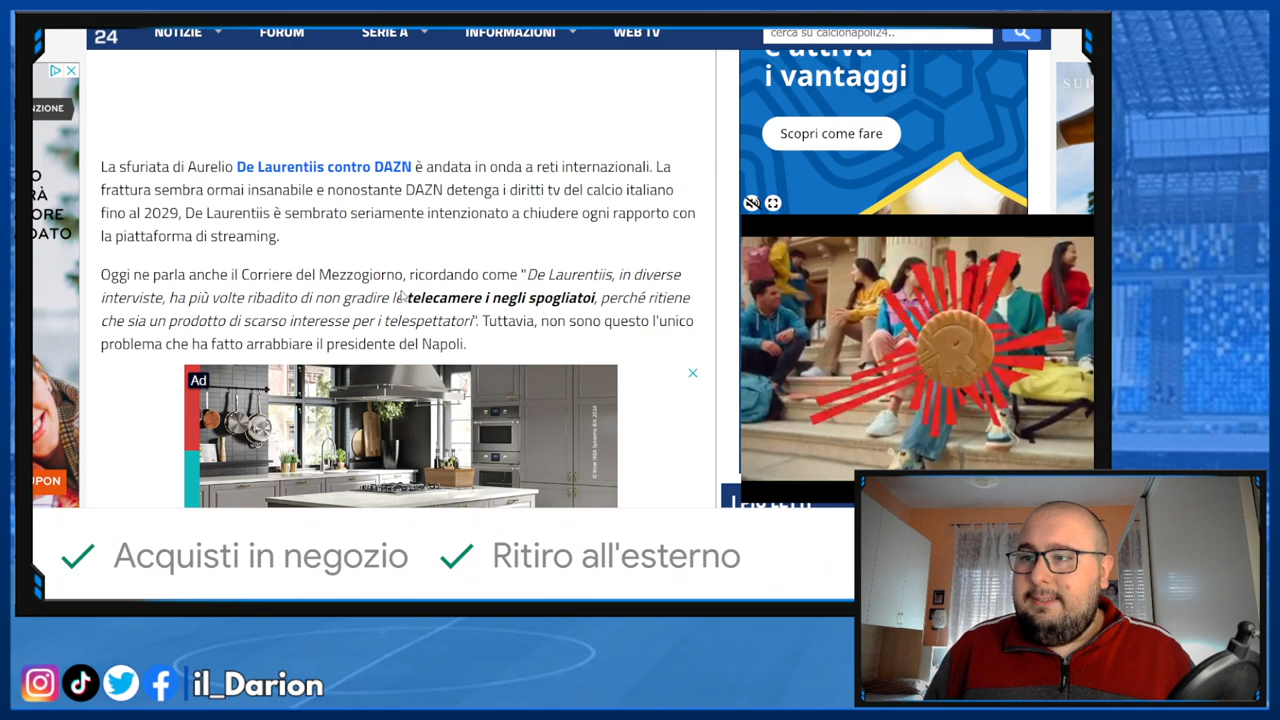 24 NOTIZIE FORUM SERIE A INFORMAZIONI WEB TV cerca su calcionapoli24..
i vantaggi
Scopri come fare
NZIONE
La sfuriata di Aurelio De Laurentiis contro DAZN è andata in onda a reti internazionali. La
frattura sembra ormai insanabile e nonostante DAZN detenga i diritti tv del calcio italiano
fino al 2029, De Laurentiis è sembrato seriamente intenzionato a chiudere ogni rapporto con
la piattaforma di streaming.
Oggi ne parla anche il Corriere del Mezzogiorno, ricordando come "De Laurentiis, in diverse
interviste, ha più volte ribadito di non gradire le telecamere i negli spogliatoi, perché ritiene
che sia un prodotto di scarso interesse per i telespettatori". Tuttavia, non sono questo l'unico
problema che ha fatto arrabbiare il presidente del Napoli.
Ad
UPON
Acquisti in negozio Ritiro all'esterno
il_Darion